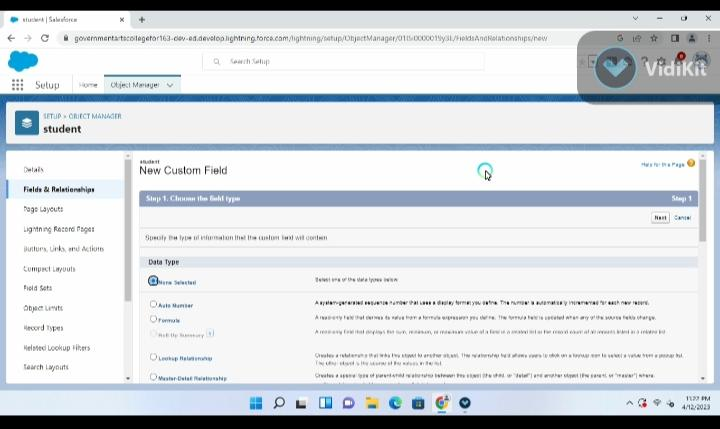 student | Salesforce
governmentartscollegefor163-dev-ed.develop.lightning.force.com/lightning/setup/ObjectManager/01I5i0000019y3L/FieldsAndRelationships/new
Search Setup
VidiKit
Setup
Home
Object Manager
SETUP > OBJECT MANAGER
student
Details
Fields & Relationships
Page Layouts
Lightning Record Pages
Buttons, Links, and Actions
Compact Layouts
Field Sets
Object Limits
Record Types
Related Lookup Filters
Search Layouts
student
New Custom Field
Help for this Page
Step 1. Choose the field type
Step 1
Next
Cancel
Specify the type of information that the custom field will contain
Data Type
None Selected
Select one of the data types below
Auto Number
A system-generated sequence number that uses a display format you define. The number is automatically incremented for each new record.
Formula
A read-only field that derives its value from a formula expression you define. The formula field is updated when any of the source fields change.
Roll-Up Summary
A read-only field that displays the sum, minimum, or maximum value of a field in a related list or the record count of all records listed in a related list.
Lookup Relationship
Creates a relationship that links this object to another object. The relationship field allows users to click on a lookup icon to select a value from a popup list.
The other object is the source of the values in the list.
Master-Detail Relationship
Creates a special type of parent-child relationship between this object (the child, or "detail") and another object (the parent, or "master") where:
11:27 PM
4/12/2023